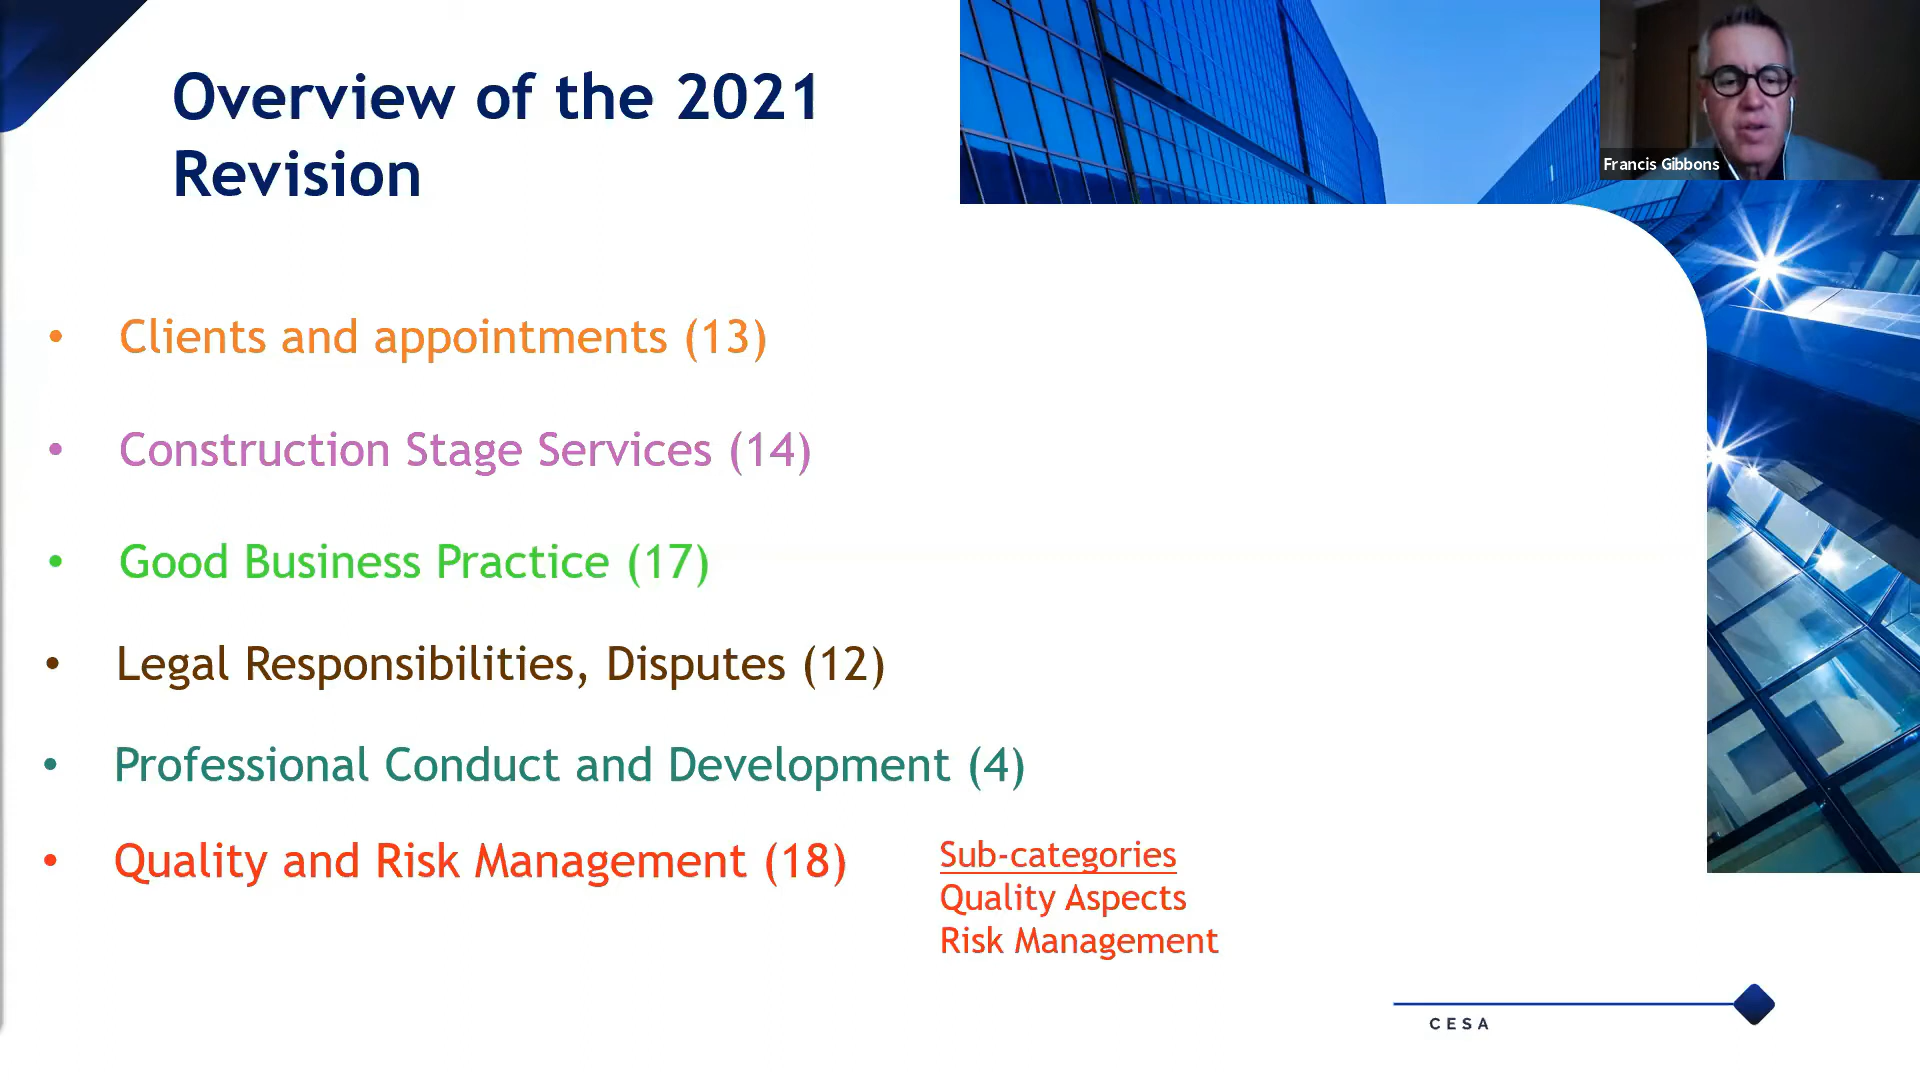 Overview of the 2021
Revision
Francis Gibbons
• Clients and appointments (13)
• Construction Stage Services (14)
• Good Business Practice (17)
• Legal Responsibilities, Disputes (12)
• Professional Conduct and Development (4)
• Quality and Risk Management (18)
Sub-categories
Quality Aspects
Risk Management
CESA